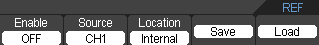 REF
Enable Source Location Save Load
OFF CH1 Internal